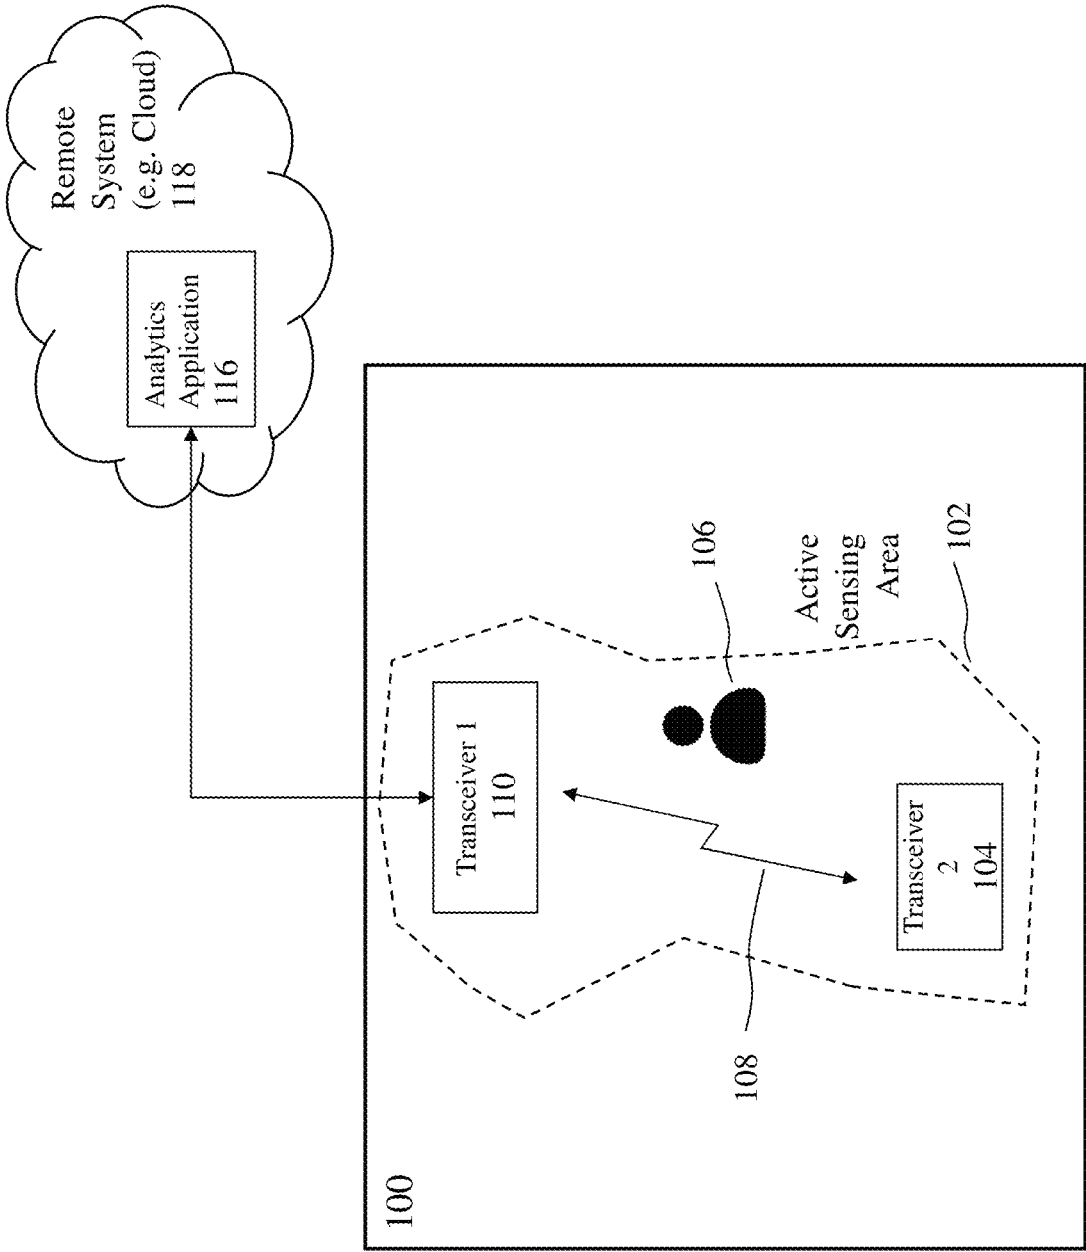 Remote
System
(e.g. Cloud)
118
Analytics
Application
116
100
Transceiver 1
110
106
Active
Sensing
Area
102
108
Transceiver
2
104